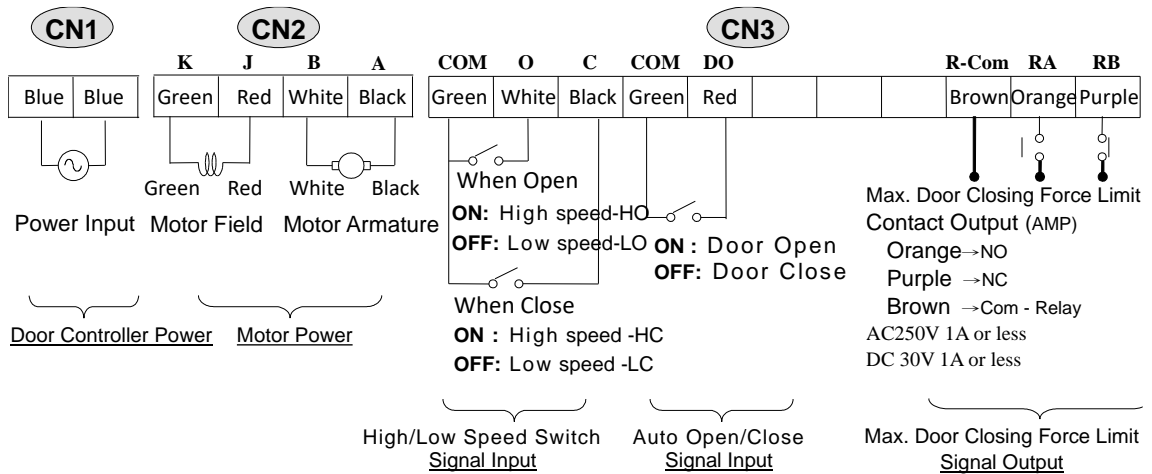 CN1 CN2 CN3
K J B A COM O C COM DO R-Com RA RB
Blue Blue Green Red White Black Green White Black Green Red Brown Orange Purple
Green Red White Black
Power Input Motor Field Motor Armature
Door Controller Power Motor Power
When Open
ON: High speed-HO
OFF: Low speed-LO
When Close
ON : High speed -HC
OFF: Low speed -LC
High/Low Speed Switch
Signal Input
ON : Door Open
OFF: Door Close
Auto Open/Close
Signal Input
Max. Door Closing Force Limit
Contact Output (AMP)
Orange→NO
Purple →NC
Brown →Com - Relay
AC250V 1A or less
DC 30V 1A or less
Max. Door Closing Force Limit
Signal Output